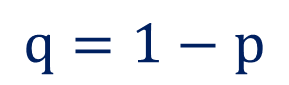 q = 1 − p